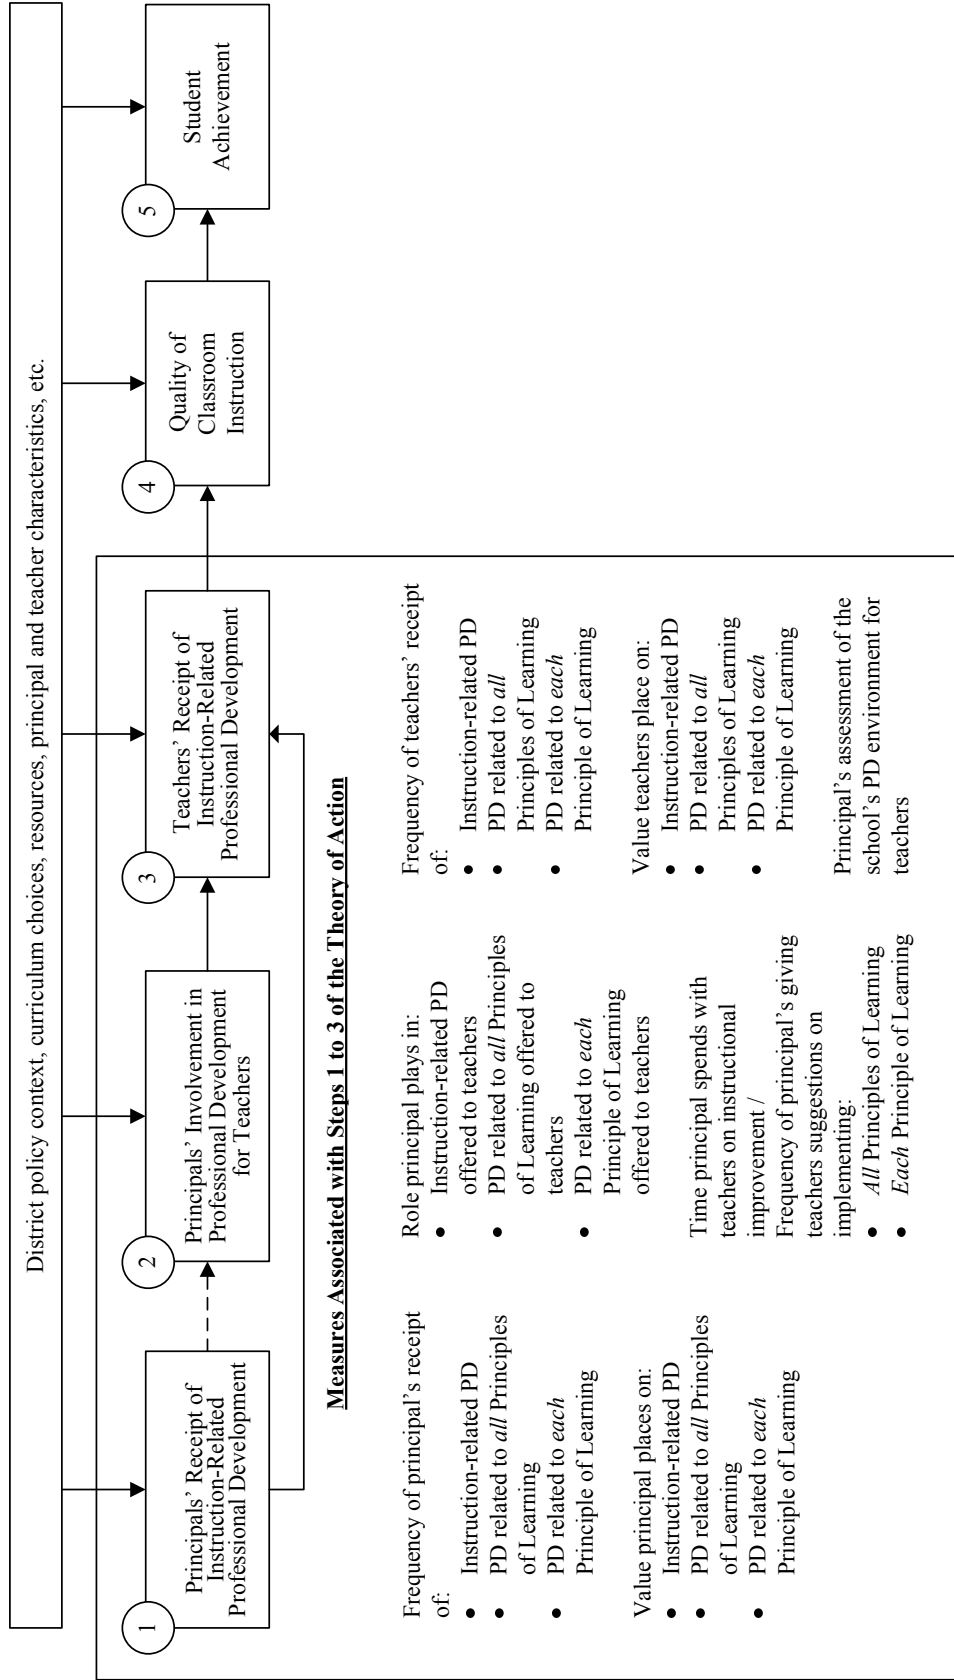 District policy context, curriculum choices, resources, principal and teacher characteristics, etc.
1
Principals’ Receipt of
Instruction-Related
Professional Development
2
Principals’ Involvement in
Professional Development
for Teachers
3
Teachers’ Receipt of
Instruction-Related
Professional Development
4
Quality of
Classroom
Instruction
5
Student
Achievement
Measures Associated with Steps 1 to 3 of the Theory of Action
Frequency of principal’s receipt
of:
• Instruction-related PD
• PD related to all Principles
of Learning
• PD related to each
Principle of Learning
Value principal places on:
• Instruction-related PD
• PD related to all Principles
of Learning
• PD related to each
Principle of Learning
Role principal plays in:
• Instruction-related PD
offered to teachers
• PD related to all Principles
of Learning offered to
teachers
• PD related to each
Principle of Learning
offered to teachers
Time principal spends with
teachers on instructional
improvement /
Frequency of principal’s giving
teachers suggestions on
implementing:
• All Principles of Learning
• Each Principle of Learning
Frequency of teachers’ receipt
of:
• Instruction-related PD
• PD related to all
Principles of Learning
• PD related to each
Principle of Learning
Value teachers place on:
• Instruction-related PD
• PD related to all
Principles of Learning
• PD related to each
Principle of Learning
Principal’s assessment of the
school’s PD environment for
teachers